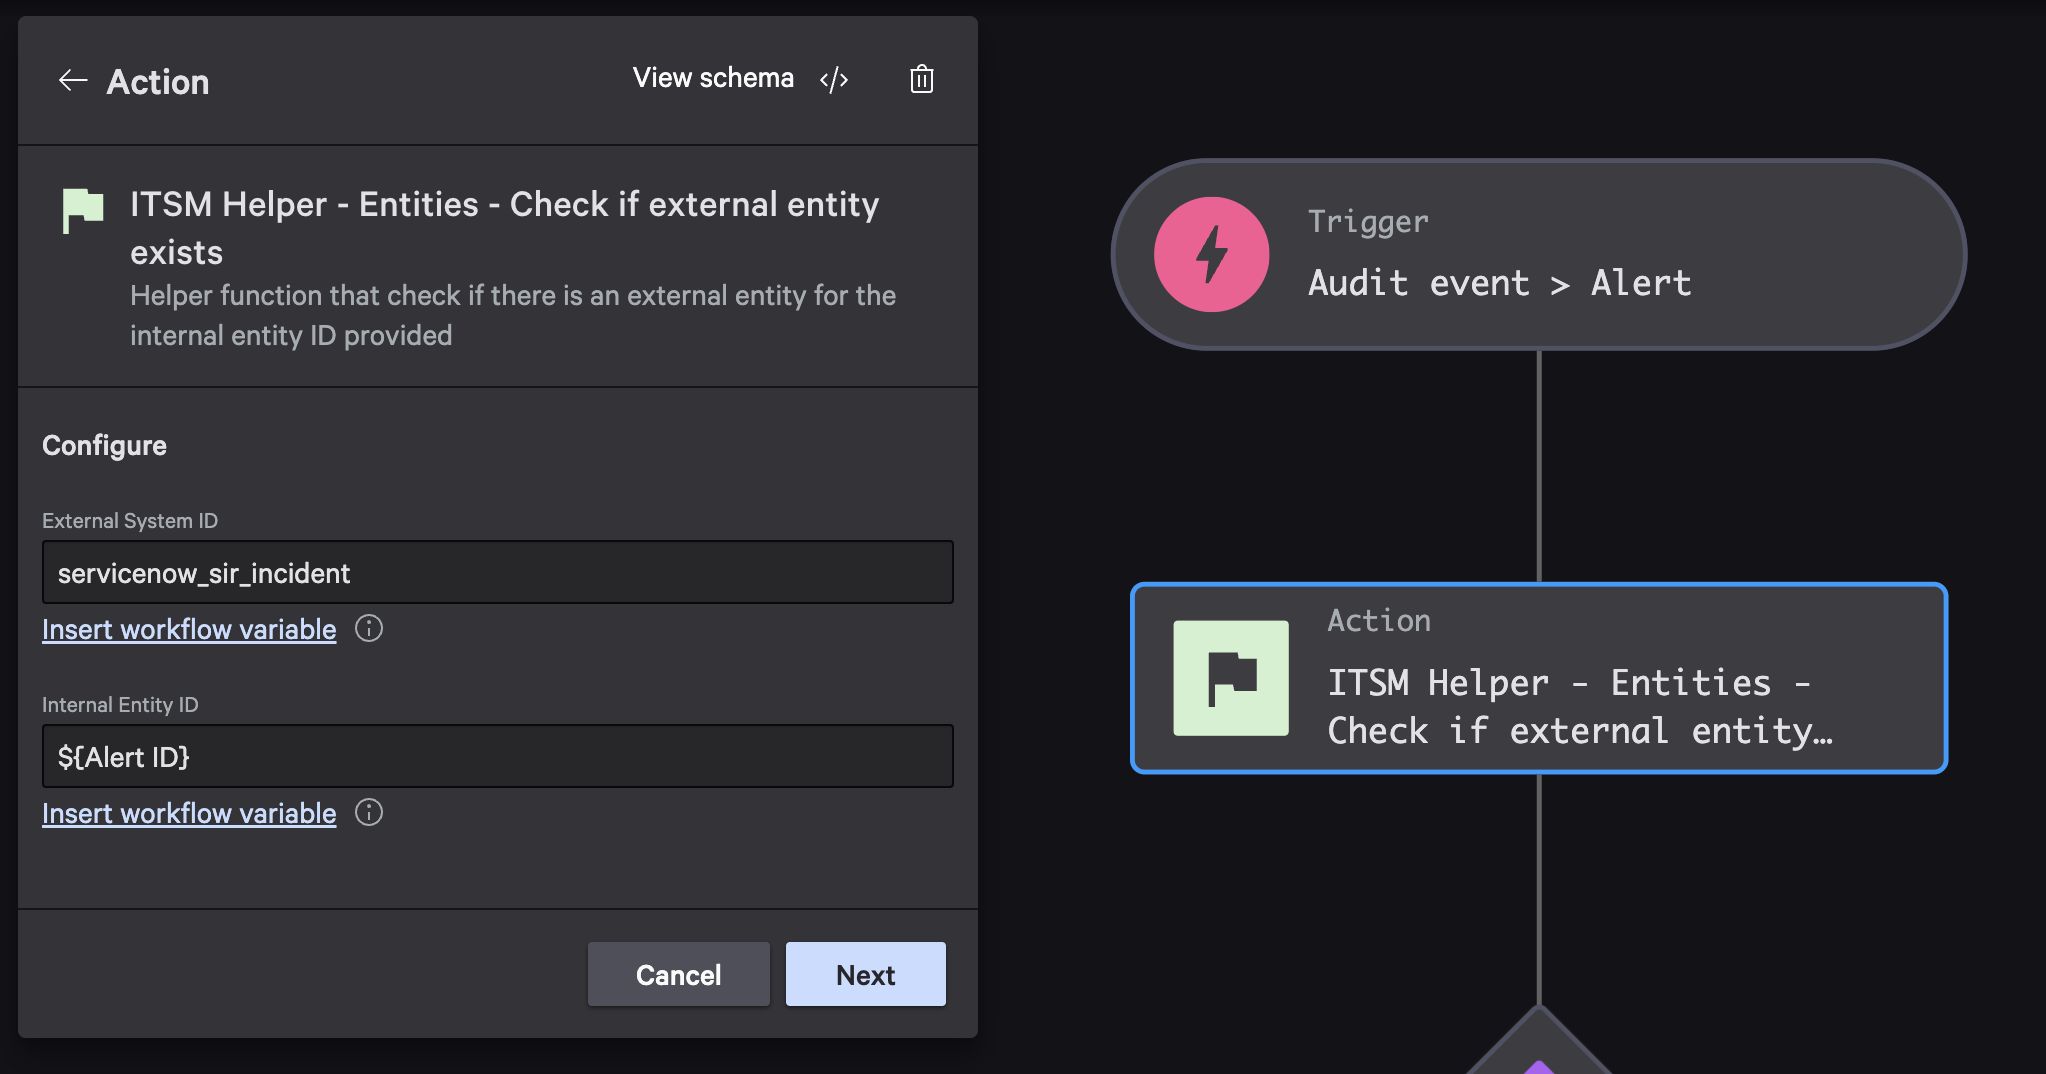 Action
View schema </>
ITSM Helper - Entities - Check if external entity
exists
Helper function that check if there is an external entity for the
internal entity ID provided
Configure
External System ID
servicenow_sir_incident
Insert workflow variable
Internal Entity ID
${Alert ID}
Insert workflow variable
Cancel
Next
Trigger
Audit event > Alert
Action
ITSM Helper - Entities -
Check if external entity…